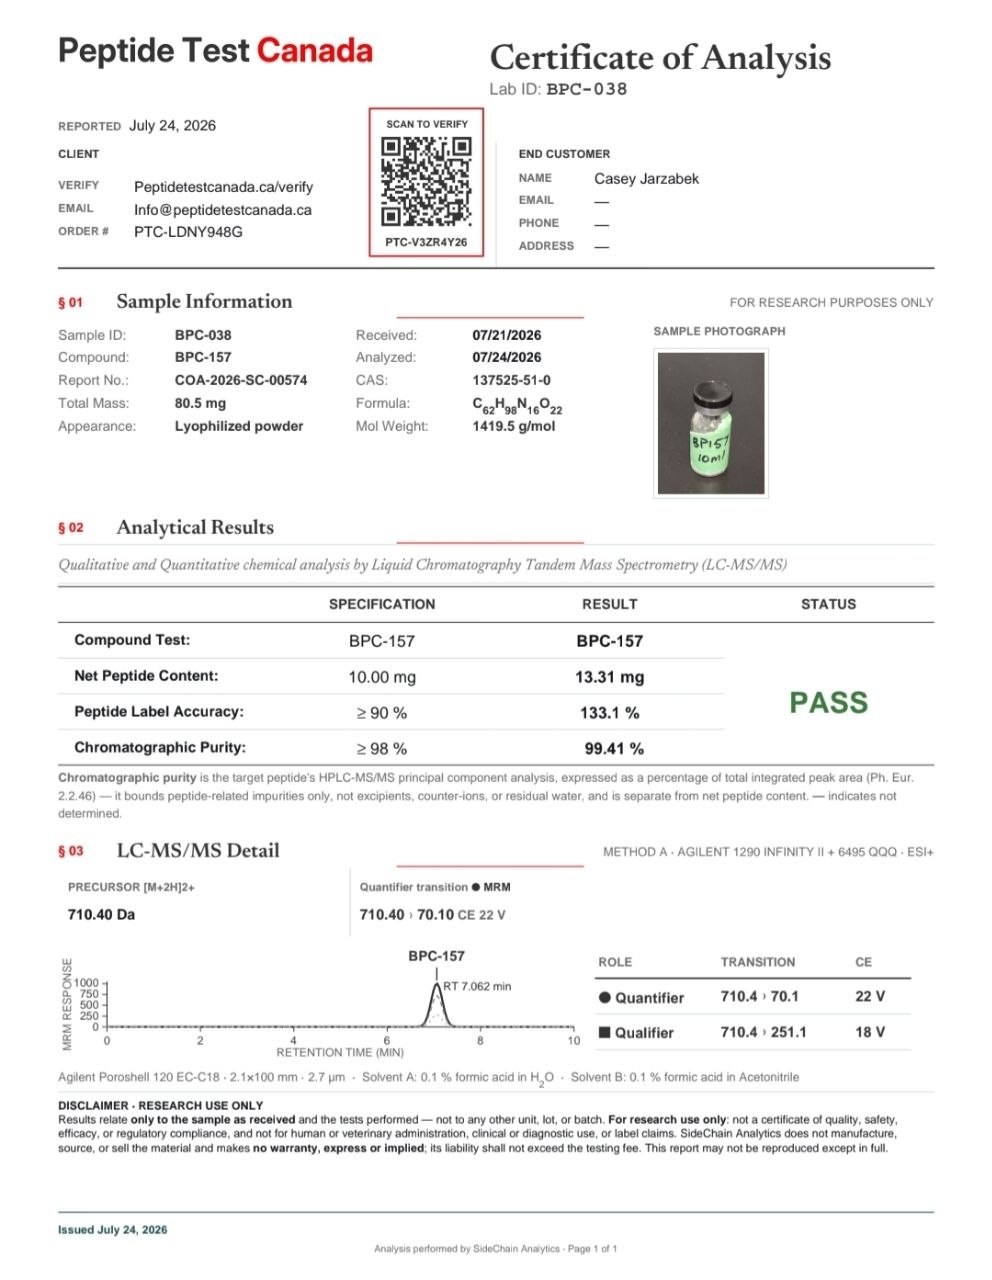 Peptide Test Canada
Certificate of Analysis
Lab ID: BPC-038
REPORTED July 24, 2026
CLIENT
VERIFY Peptidetestcanada.ca/verify
EMAIL Info@peptidetestcanada.ca
ORDER # PTC-LDNY948G
SCAN TO VERIFY
PTC-V3ZR4Y26
END CUSTOMER
NAME Casey Jarzabek
EMAIL —
PHONE —
ADDRESS —
§ 01 Sample Information
FOR RESEARCH PURPOSES ONLY
Sample ID: BPC-038
Compound: BPC-157
Report No.: COA-2026-SC-00574
Total Mass: 80.5 mg
Appearance: Lyophilized powder
Received: 07/21/2026
Analyzed: 07/24/2026
CAS: 137525-51-0
Formula: C62H98N16O22
Mol Weight: 1419.5 g/mol
SAMPLE PHOTOGRAPH
BP157
10ml
§ 02 Analytical Results
Qualitative and Quantitative chemical analysis by Liquid Chromatography Tandem Mass Spectrometry (LC-MS/MS)
SPECIFICATION RESULT STATUS
Compound Test: BPC-157 BPC-157
Net Peptide Content: 10.00 mg 13.31 mg
PASS
Peptide Label Accuracy: ≥ 90 % 133.1 %
Chromatographic Purity: ≥ 98 % 99.41 %
Chromatographic purity is the target peptide's HPLC-MS/MS principal component analysis, expressed as a percentage of total integrated peak area (Ph. Eur.
2.2.46) — it bounds peptide-related impurities only, not excipients, counter-ions, or residual water, and is separate from net peptide content. — indicates not
determined.
§ 03 LC-MS/MS Detail
METHOD A · AGILENT 1290 INFINITY II + 6495 QQQ · ESI+
PRECURSOR [M+2H]2+
710.40 Da
Quantifier transition ● MRM
710.40 › 70.10 CE 22 V
BPC-157
RT 7.062 min
MRM RESPONSE
1000
750
500
250
0
0 2 4 6 8 10
RETENTION TIME (MIN)
ROLE TRANSITION CE
● Quantifier 710.4 › 70.1 22 V
■ Qualifier 710.4 › 251.1 18 V
Agilent Poroshell 120 EC-C18 · 2.1×100 mm · 2.7 µm · Solvent A: 0.1 % formic acid in H2O · Solvent B: 0.1 % formic acid in Acetonitrile
DISCLAIMER · RESEARCH USE ONLY
Results relate only to the sample as received and the tests performed — not to any other unit, lot, or batch. For research use only: not a certificate of quality, safety,
efficacy, or regulatory compliance, and not for human or veterinary administration, clinical or diagnostic use, or label claims. SideChain Analytics does not manufacture,
source, or sell the material and makes no warranty, express or implied; its liability shall not exceed the testing fee. This report may not be reproduced except in full.
Issued July 24, 2026
Analysis performed by SideChain Analytics · Page 1 of 1